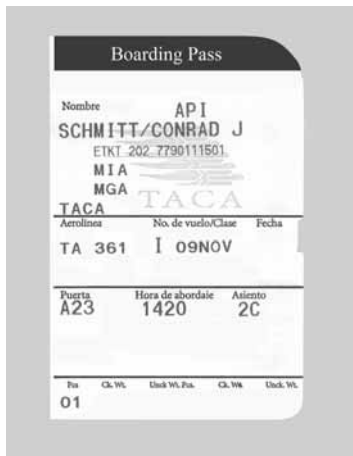 Boarding Pass
Nombre API
SCHMITT/CONRAD J
ETKT 202 7790111501
MIA
MGA
TACA
TACA
Aerolínea No. de vuelo/Clase Fecha
TA 361 I 09NOV
Puerta Hora de abordaje Asiento
A23 1420 2C
Pcs Ck. Wt. Unck Wt. Pcs. Ck. Wt. Unck. Wt.
01